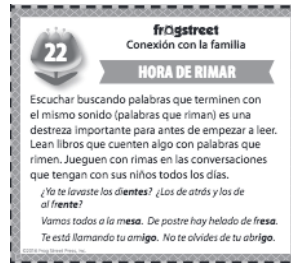 22
frogstreet
Conexión con la familia
HORA DE RIMAR
Escuchar buscando palabras que terminen con
el mismo sonido (palabras que riman) es una
destreza importante para antes de empezar a leer.
Lean libros que cuenten algo con palabras que
rimen. Jueguen con rimas en las conversaciones
que tengan con sus niños todos los días.
¿Ya te lavaste los dientes? ¿Los de atrás y los de
al frente?
Vamos todos a la mesa. De postre hay helado de fresa.
Te está llamando tu amigo. No te olvides de tu abrigo.
©2014 Frog Street Press, Inc.